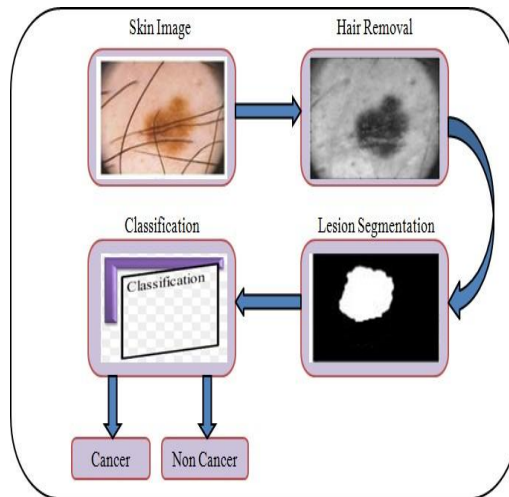 Skin Image
Hair Removal
Classification
Lesion Segmentation
Classification
Cancer
Non Cancer